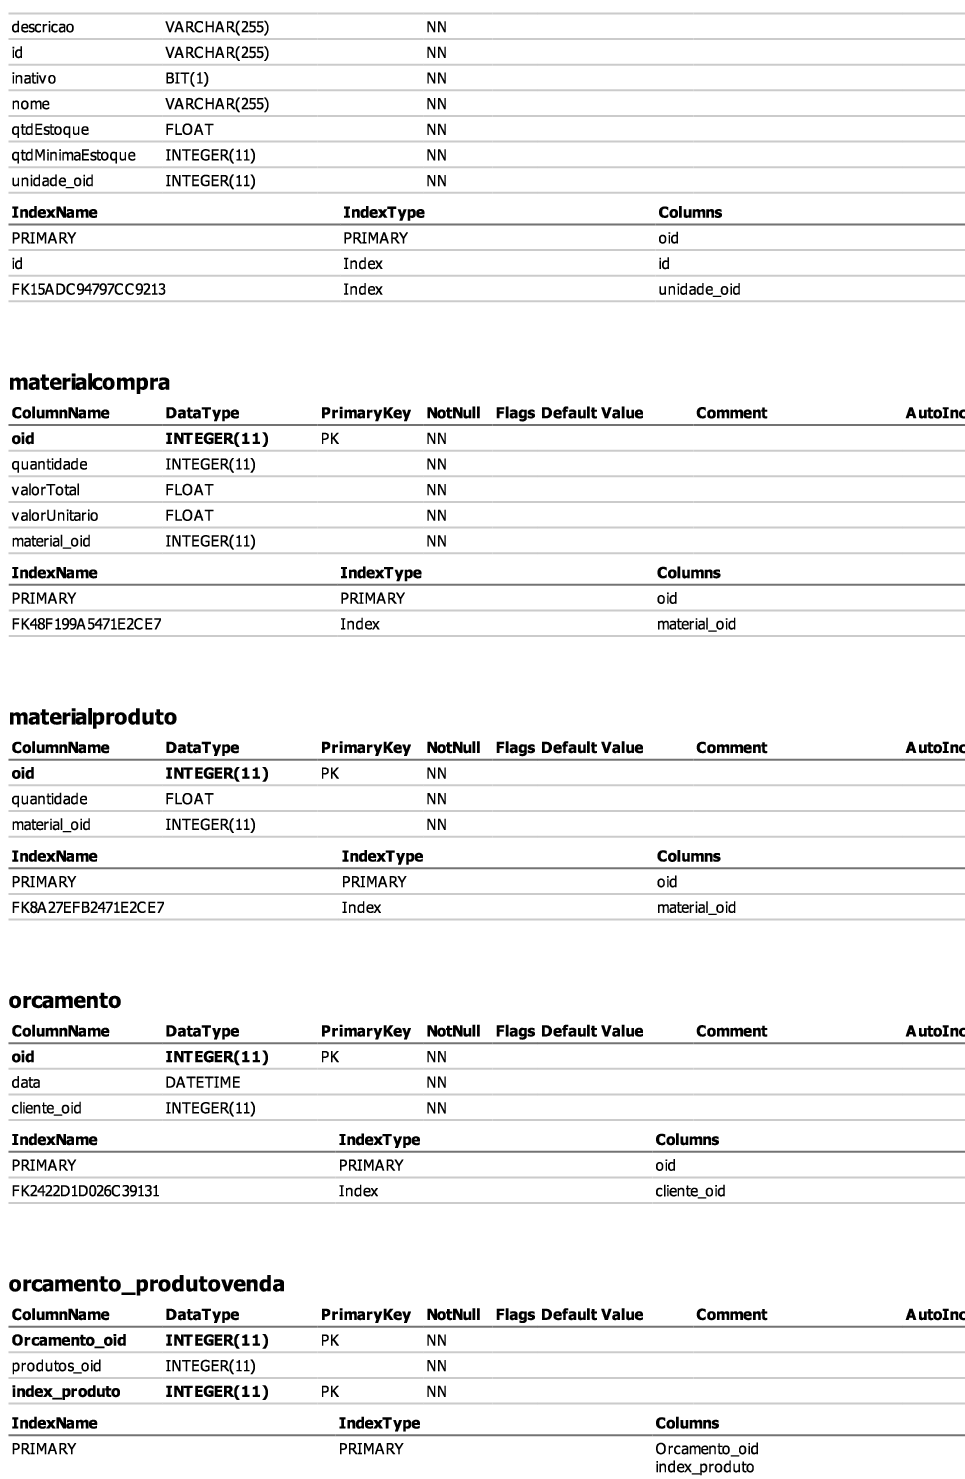 descricao VARCHAR(255) NN
id VARCHAR(255) NN
inativo BIT(1) NN
nome VARCHAR(255) NN
qtdEstoque FLOAT NN
qtdMinimaEstoque INTEGER(11) NN
unidade_oid INTEGER(11) NN
IndexName IndexType Columns
PRIMARY PRIMARY oid
id Index id
FK15ADC94797CC9213 Index unidade_oid
materialcompra
ColumnName DataType PrimaryKey NotNull Flags Default Value Comment AutoInc
oid INTEGER(11) PK NN
quantidade INTEGER(11) NN
valorTotal FLOAT NN
valorUnitario FLOAT NN
material_oid INTEGER(11) NN
IndexName IndexType Columns
PRIMARY PRIMARY oid
FK48F199A5471E2CE7 Index material_oid
materialproduto
ColumnName DataType PrimaryKey NotNull Flags Default Value Comment AutoInc
oid INTEGER(11) PK NN
quantidade FLOAT NN
material_oid INTEGER(11) NN
IndexName IndexType Columns
PRIMARY PRIMARY oid
FK8A27EFB2471E2CE7 Index material_oid
orcamento
ColumnName DataType PrimaryKey NotNull Flags Default Value Comment AutoInc
oid INTEGER(11) PK NN
data DATETIME NN
cliente_oid INTEGER(11) NN
IndexName IndexType Columns
PRIMARY PRIMARY oid
FK2422D1D026C39131 Index cliente_oid
orcamento_produtovenda
ColumnName DataType PrimaryKey NotNull Flags Default Value Comment AutoInc
Orcamento_oid INTEGER(11) PK NN
produtos_oid INTEGER(11) NN
index_produto INTEGER(11) PK NN
IndexName IndexType Columns
PRIMARY PRIMARY Orcamento_oid
index_produto